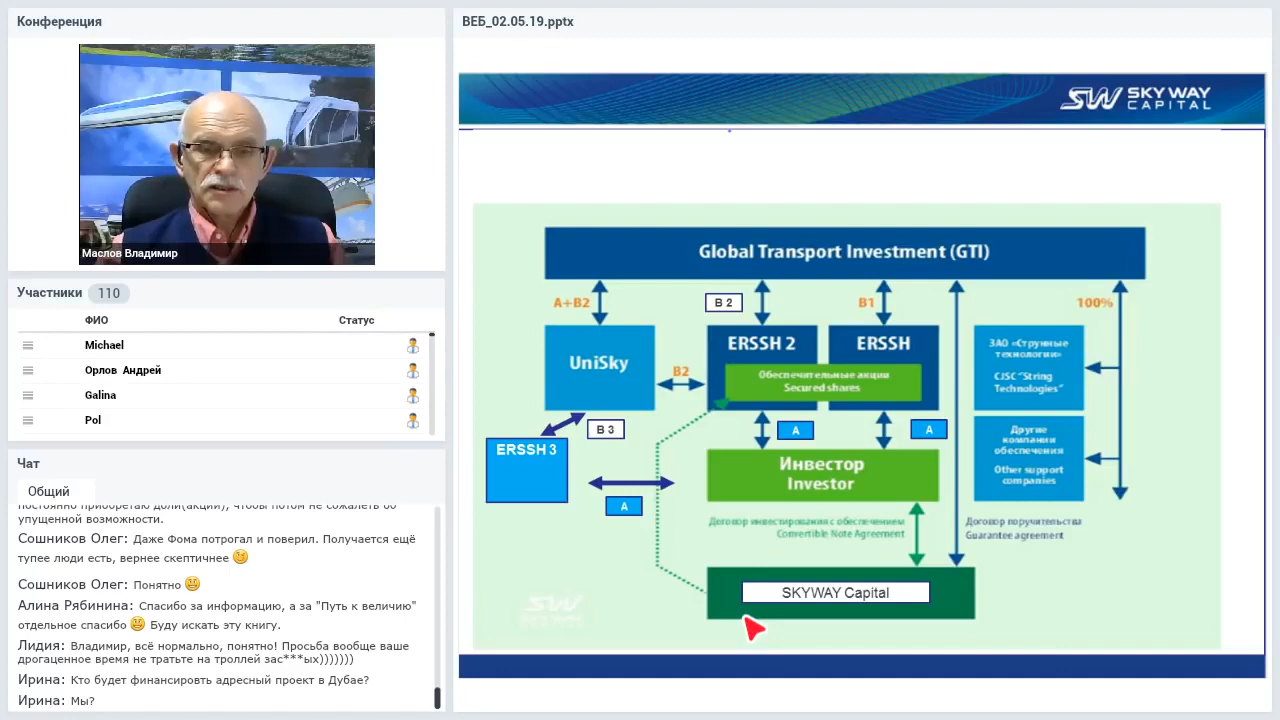 Конференция
Маслов Владимир
Участники 110
ФИО Статус
Michael
Орлов Андрей
Galina
Pol
Чат
Общий
постоянно приобретаю доли(акции), чтобы потом не сожалеть об
упущенной возможности.
Сошников Олег: Даже Фома потрогал и поверил. Получается ещё
тупее люди есть, вернее скептичнее
Сошников Олег: Понятно
Алина Рябинина: Спасибо за информацию, а за "Путь к величию"
отдельное спасибо Буду искать эту книгу.
Лидия: Владимир, всё нормально, понятно! Просьба вообще ваше
дрогаценное время не тратьте на троллей зас***ых)))))))
Ирина: Кто будет финансировть адресный проект в Дубае?
Ирина: Мы?
ВЕБ_02.05.19.pptx
SW SKY WAY
CAPITAL
Global Transport Investment (GTI)
A+B2
B 2
B1
100%
UniSky
B2
ERSSH 2
ERSSH
Обеспечительные акции
Secured shares
ЗАО «Струнные
технологии»
CJSC "String
Technologies"
B 3
A
A
Другие
компании
обеспечения
Other support
companies
ERSSH 3
A
Инвестор
Investor
Договор инвестирования с обеспечением
Convertible Note Agreement
Договор поручительства
Guarantee agreement
SKYWAY Capital
SW